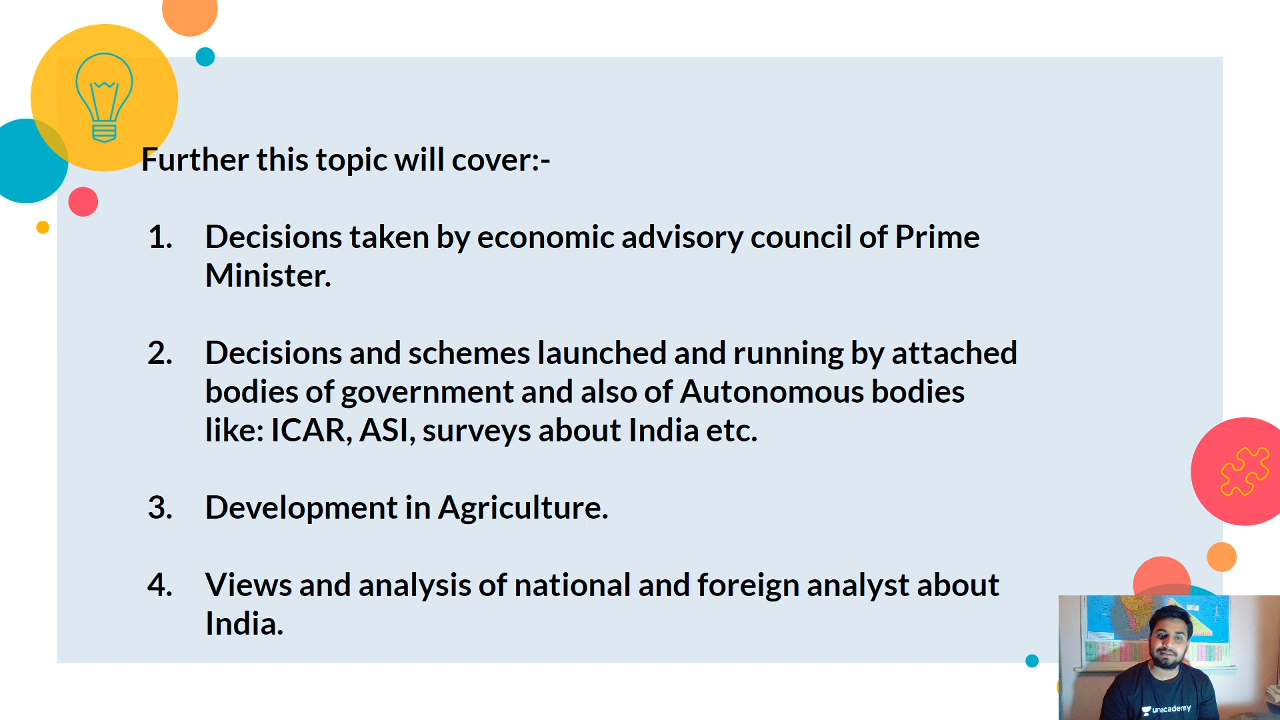 Further this topic will cover:-
1. Decisions taken by economic advisory council of Prime
Minister.
2. Decisions and schemes launched and running by attached
bodies of government and also of Autonomous bodies
like: ICAR, ASI, surveys about India etc.
3. Development in Agriculture.
4. Views and analysis of national and foreign analyst about
India.
unacademy